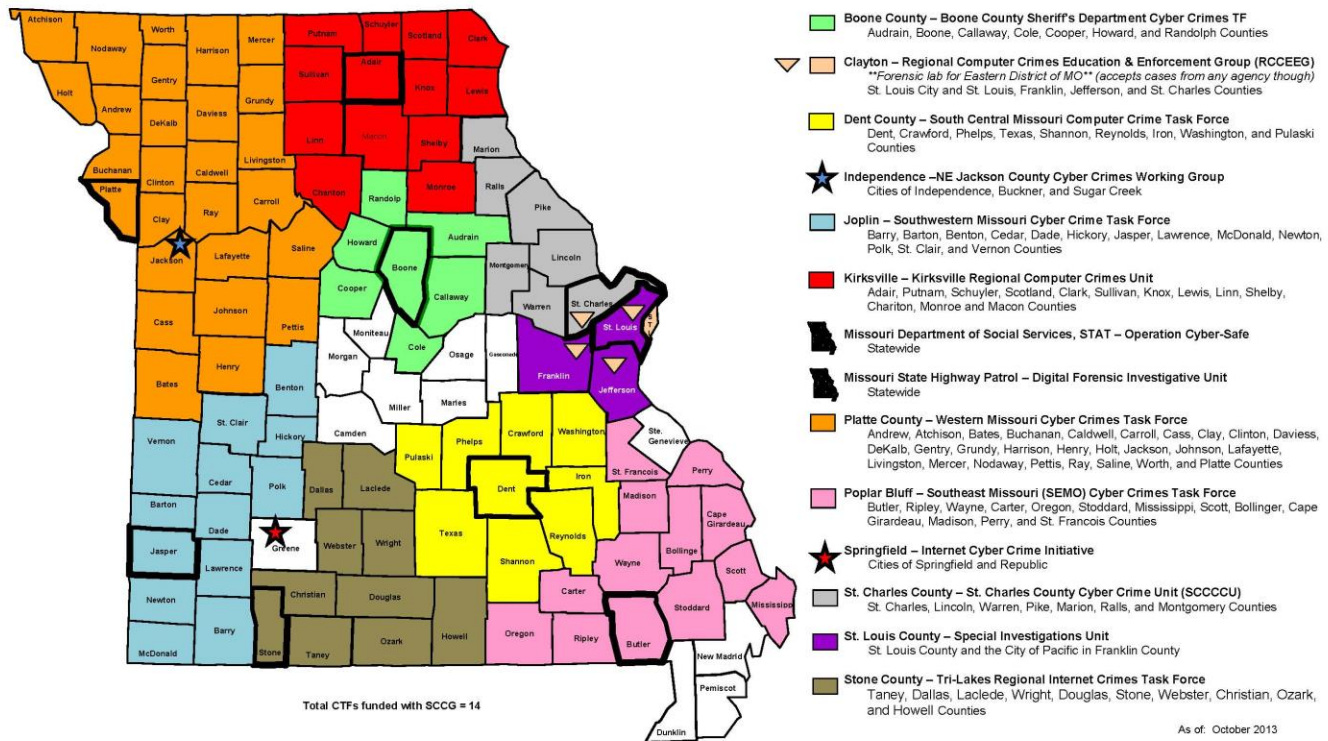 Atchison
Nodaway
Worth
Harrison
Mercer
Putnam
Schuyler
Scotland
Clark
Gentry
Sullivan
Adair
Knox
Lewis
Holt
Andrew
DeKalb
Daviess
Grundy
Linn
Shelby
Marion
Buchanan
Clinton
Caldwell
Livingston
Chariton
Monroe
Ralls
Platte
Clay
Ray
Carroll
Randolp
Pike
Jackson
Lafayette
Saline
Howard
Boone
Audrain
Montgomery
Lincoln
Cooper
Callaway
Warren
St. Charles
St. Louis
Cass
Johnson
Pettis
Moniteau
Cole
Osage
Gasconade
Franklin
Jefferson
Bates
Henry
Benton
Morgan
Miller
Maries
Camden
Vernon
St. Clair
Hickory
Pulaski
Phelps
Crawford
Washington
Ste.
Genevieve
St. Francois
Perry
Cedar
Polk
Dallas
Laclede
Dent
Iron
Madison
Cape
Girardeau
Barton
Dade
Greene
Webster
Wright
Texas
Reynolds
Bollinge
Jasper
Lawrence
Shannon
Wayne
Scott
Newton
Christian
Douglas
Carter
Stoddard
Mississipp
McDonald
Barry
Stone
Taney
Ozark
Howell
Oregon
Ripley
Butler
New Madrid
Pemiscot
Dunklin
Total CTFs funded with SCCG = 14
Boone County – Boone County Sheriff's Department Cyber Crimes TF
Audrain, Boone, Callaway, Cole, Cooper, Howard, and Randolph Counties
Clayton – Regional Computer Crimes Education & Enforcement Group (RCCEEG)
**Forensic lab for Eastern District of MO** (accepts cases from any agency though)
St. Louis City and St. Louis, Franklin, Jefferson, and St. Charles Counties
Dent County – South Central Missouri Computer Crime Task Force
Dent, Crawford, Phelps, Texas, Shannon, Reynolds, Iron, Washington, and Pulaski
Counties
Independence –NE Jackson County Cyber Crimes Working Group
Cities of Independence, Buckner, and Sugar Creek
Joplin – Southwestern Missouri Cyber Crime Task Force
Barry, Barton, Benton, Cedar, Dade, Hickory, Jasper, Lawrence, McDonald, Newton,
Polk, St. Clair, and Vernon Counties
Kirksville – Kirksville Regional Computer Crimes Unit
Adair, Putnam, Schuyler, Scotland, Clark, Sullivan, Knox, Lewis, Linn, Shelby,
Chariton, Monroe and Macon Counties
Missouri Department of Social Services, STAT – Operation Cyber-Safe
Statewide
Missouri State Highway Patrol – Digital Forensic Investigative Unit
Statewide
Platte County – Western Missouri Cyber Crimes Task Force
Andrew, Atchison, Bates, Buchanan, Caldwell, Carroll, Cass, Clay, Clinton, Daviess,
DeKalb, Gentry, Grundy, Harrison, Henry, Holt, Jackson, Johnson, Lafayette,
Livingston, Mercer, Nodaway, Pettis, Ray, Saline, Worth, and Platte Counties
Poplar Bluff – Southeast Missouri (SEMO) Cyber Crimes Task Force
Butler, Ripley, Wayne, Carter, Oregon, Stoddard, Mississippi, Scott, Bollinger, Cape
Girardeau, Madison, Perry, and St. Francois Counties
Springfield – Internet Cyber Crime Initiative
Cities of Springfield and Republic
St. Charles County – St. Charles County Cyber Crime Unit (SCCCCU)
St. Charles, Lincoln, Warren, Pike, Marion, Ralls, and Montgomery Counties
St. Louis County – Special Investigations Unit
St. Louis County and the City of Pacific in Franklin County
Stone County – Tri-Lakes Regional Internet Crimes Task Force
Taney, Dallas, Laclede, Wright, Douglas, Stone, Webster, Christian, Ozark,
and Howell Counties
As of: October 2013